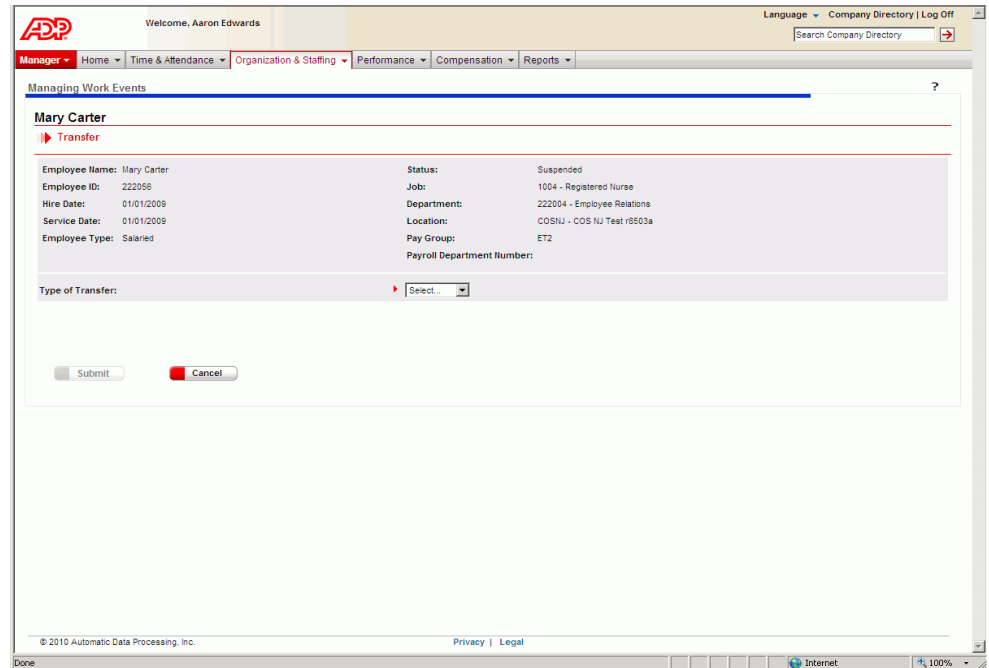 Language Company Directory | Log Off
ADP
Welcome, Aaron Edwards
Search Company Directory
Manager Home Time & Attendance Organization & Staffing Performance Compensation Reports
Managing Work Events ?
Mary Carter
Transfer
Employee Name: Mary Carter Status: Suspended
Employee ID: 222056 Job: 1004 - Registered Nurse
Hire Date: 01/01/2009 Department: 222004 - Employee Relations
Service Date: 01/01/2009 Location: COSNJ - COS NJ Test r8503a
Employee Type: Salaried Pay Group: ET2
Payroll Department Number:
Type of Transfer: Select...
Submit Cancel
© 2010 Automatic Data Processing, Inc. Privacy | Legal
Done Internet 100%